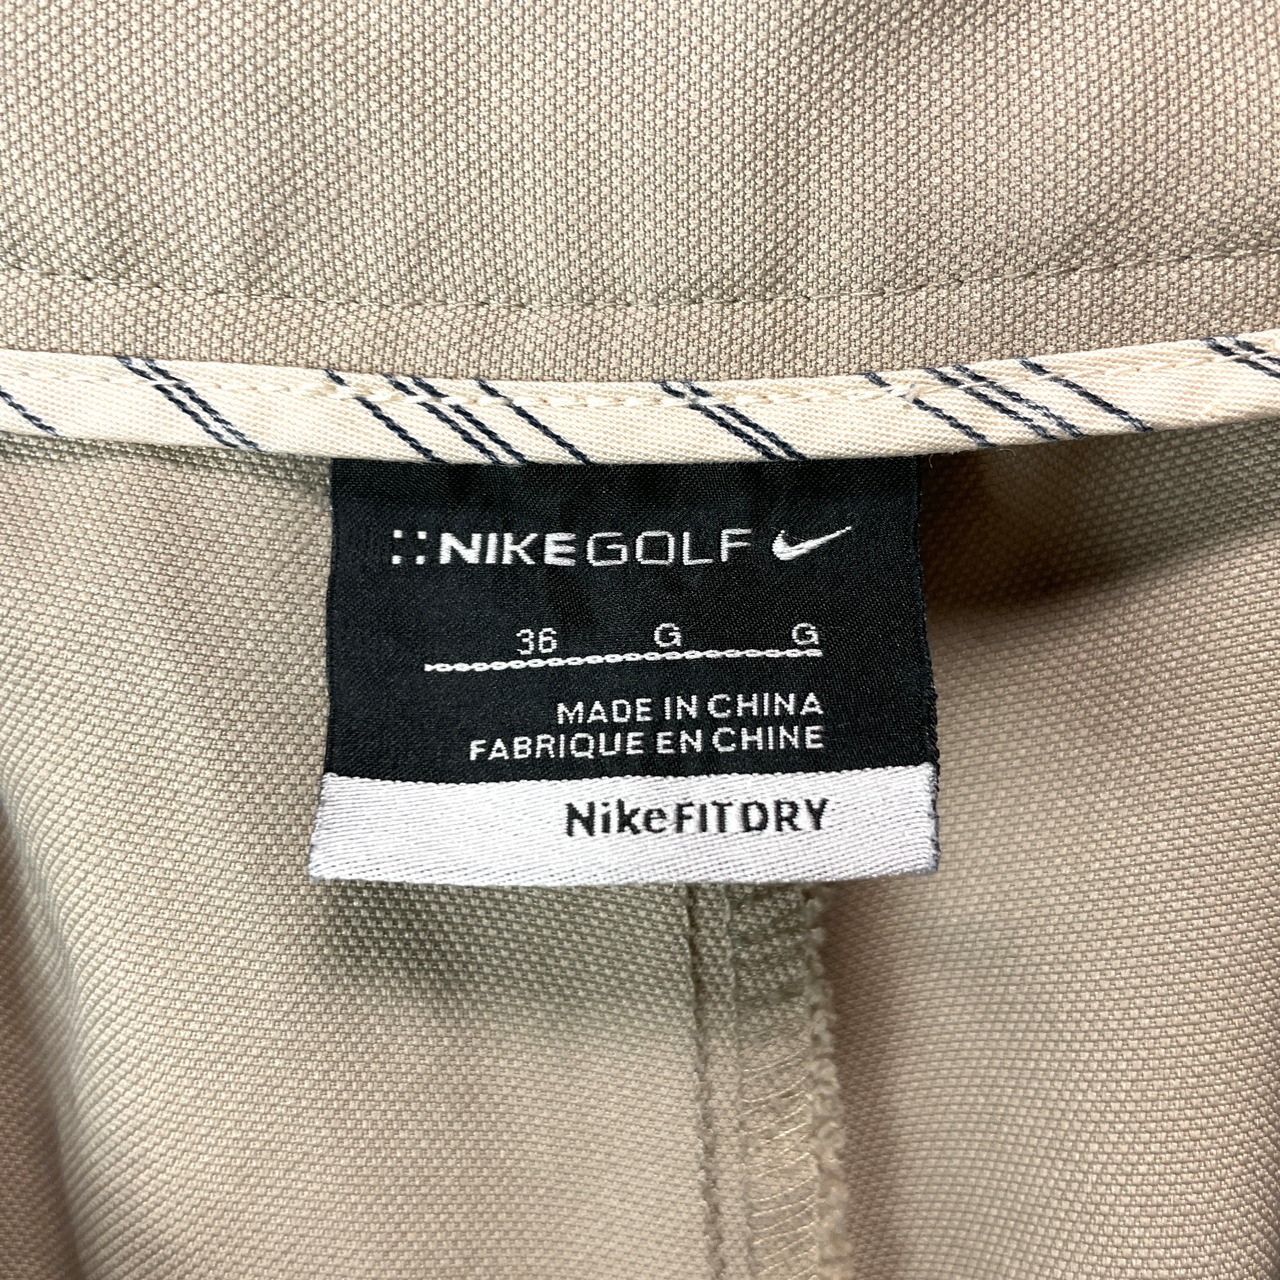 NIKEGOLF
36 G G
MADE IN CHINA
FABRIQUE EN CHINE
NikeFITDRY